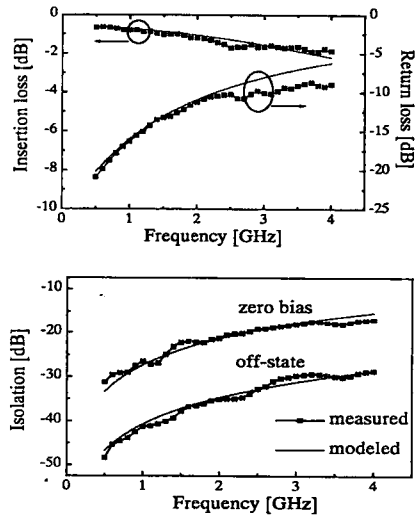 0
-2
-4
-6
-8
-10
Insertion loss [dB]
0
-5
-10
-15
-20
-25
Return loss [dB]
0 1 2 3 4
Frequency [GHz]
-10
-20
-30
-40
-50
Isolation [dB]
zero bias
off-state
measured
modeled
0 1 2 3 4 5
Frequency [GHz]